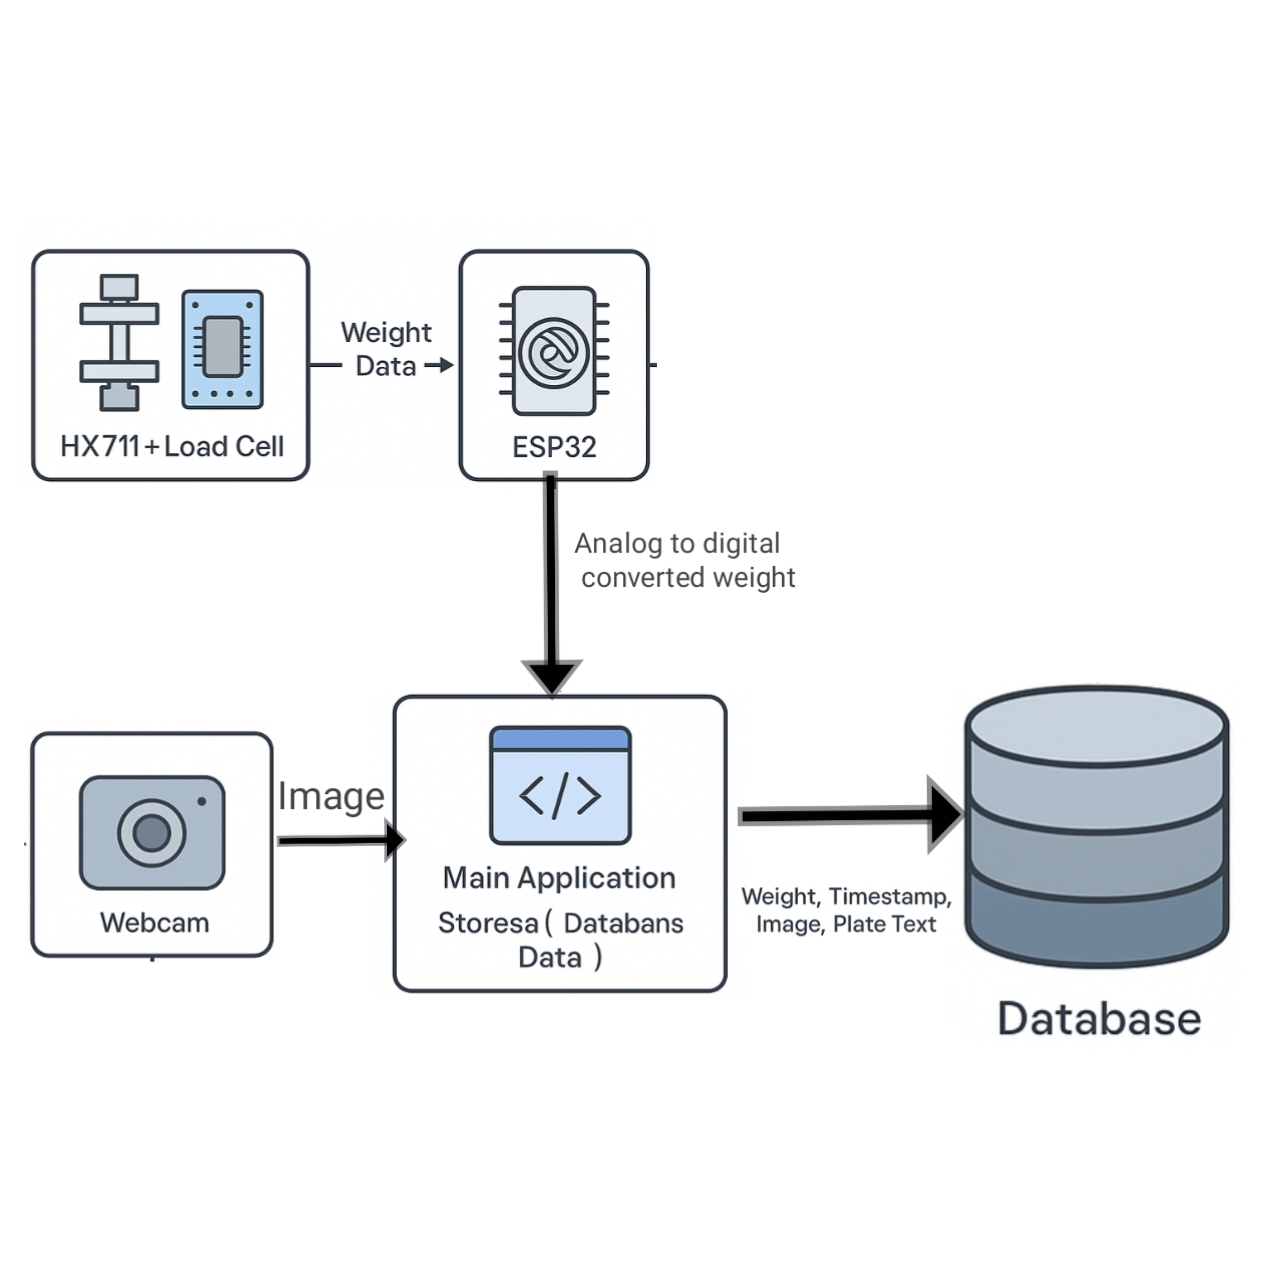 Weight
Data
HX711+Load Cell
ESP32
Analog to digital
converted weight
Image
</>
Webcam
Main Application
Storesa ( Databans
Data )
Weight, Timestamp,
Image, Plate Text
Database